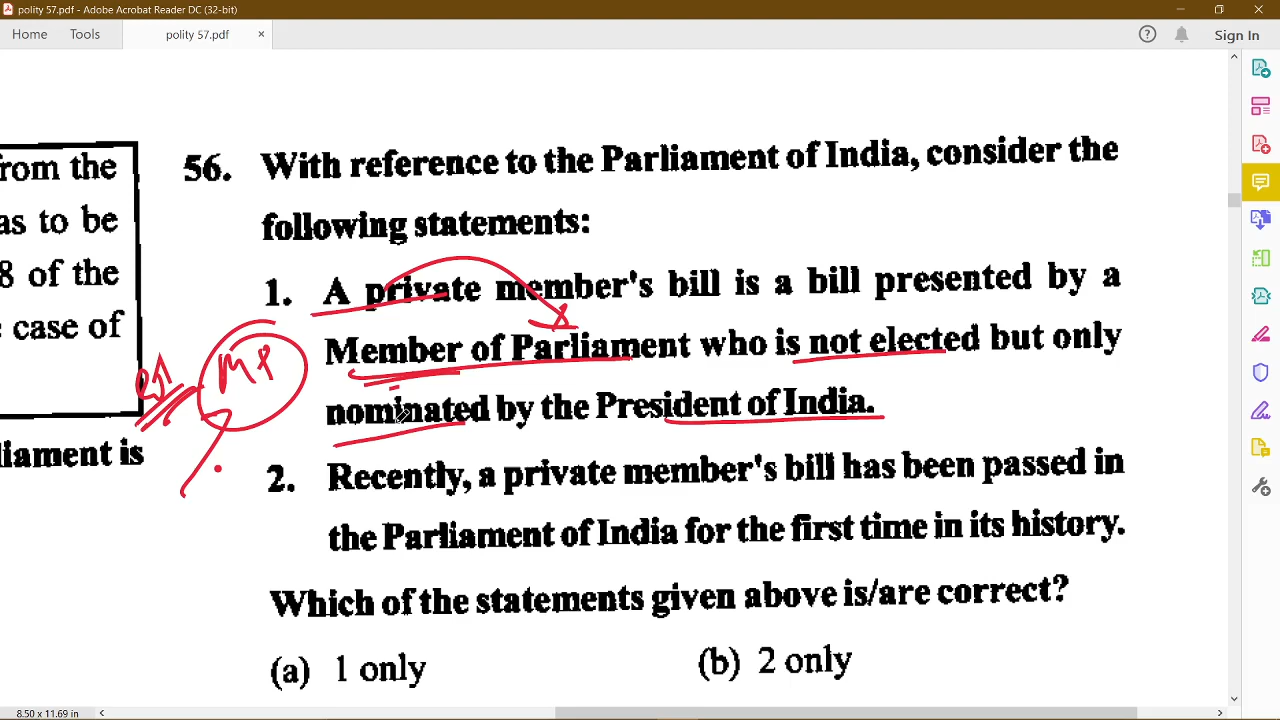 polity 57.pdf - Adobe Acrobat Reader DC (32-bit)
Home Tools polity 57.pdf × Sign In
from the
as to be
8 of the
e case of
liament is
56. With reference to the Parliament of India, consider the
following statements:
1. A private member's bill is a bill presented by a
Member of Parliament who is not elected but only
nominated by the President of India.
MP
2. Recently, a private member's bill has been passed in
the Parliament of India for the first time in its history.
Which of the statements given above is/are correct?
(a) 1 only (b) 2 only
8.50 x 11.69 in